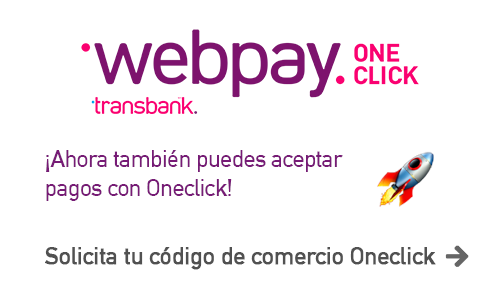 webpay.
ONE
CLICK
transbank.
¡Ahora también puedes aceptar
pagos con Oneclick!
Solicita tu código de comercio Oneclick →